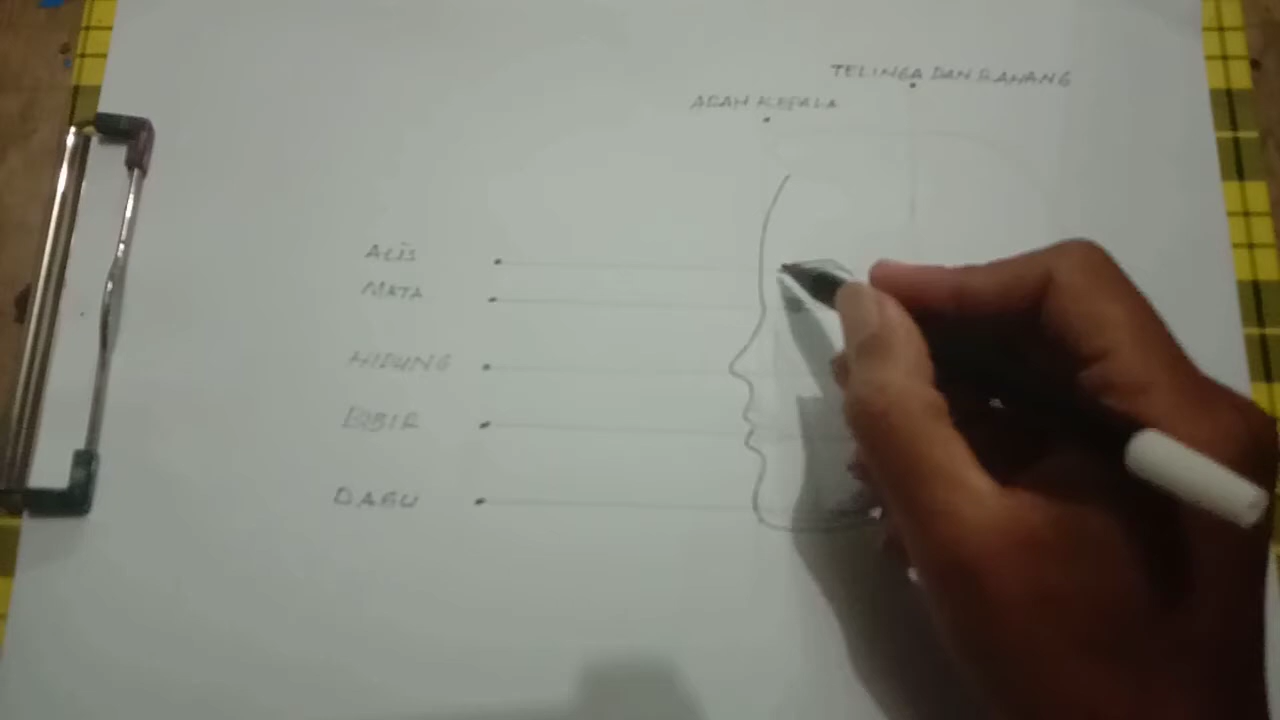 TELINGA DAN RAHANG
ARAH KEPALA
ALIS
MATA
HIDUNG
BIBIR
DAGU